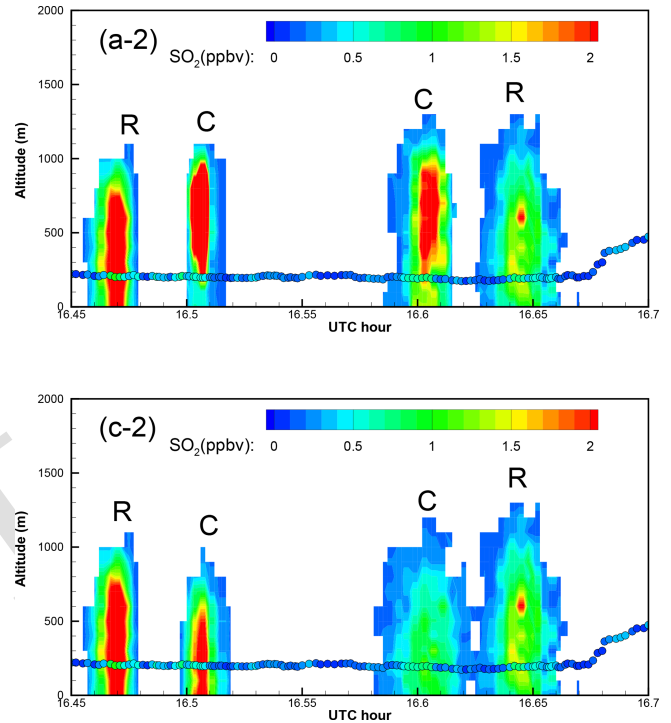 2000
(a-2)
SO₂(ppbv): 0 0.5 1 1.5 2
1500
Altitude (m)
R C C R
1000
500
0
16.45 16.5 16.55 16.6 16.65 16.7
UTC hour
2000
(c-2)
SO₂(ppbv): 0 0.5 1 1.5 2
1500
Altitude (m)
R C C R
1000
500
0
16.45 16.5 16.55 16.6 16.65 16.7
UTC hour